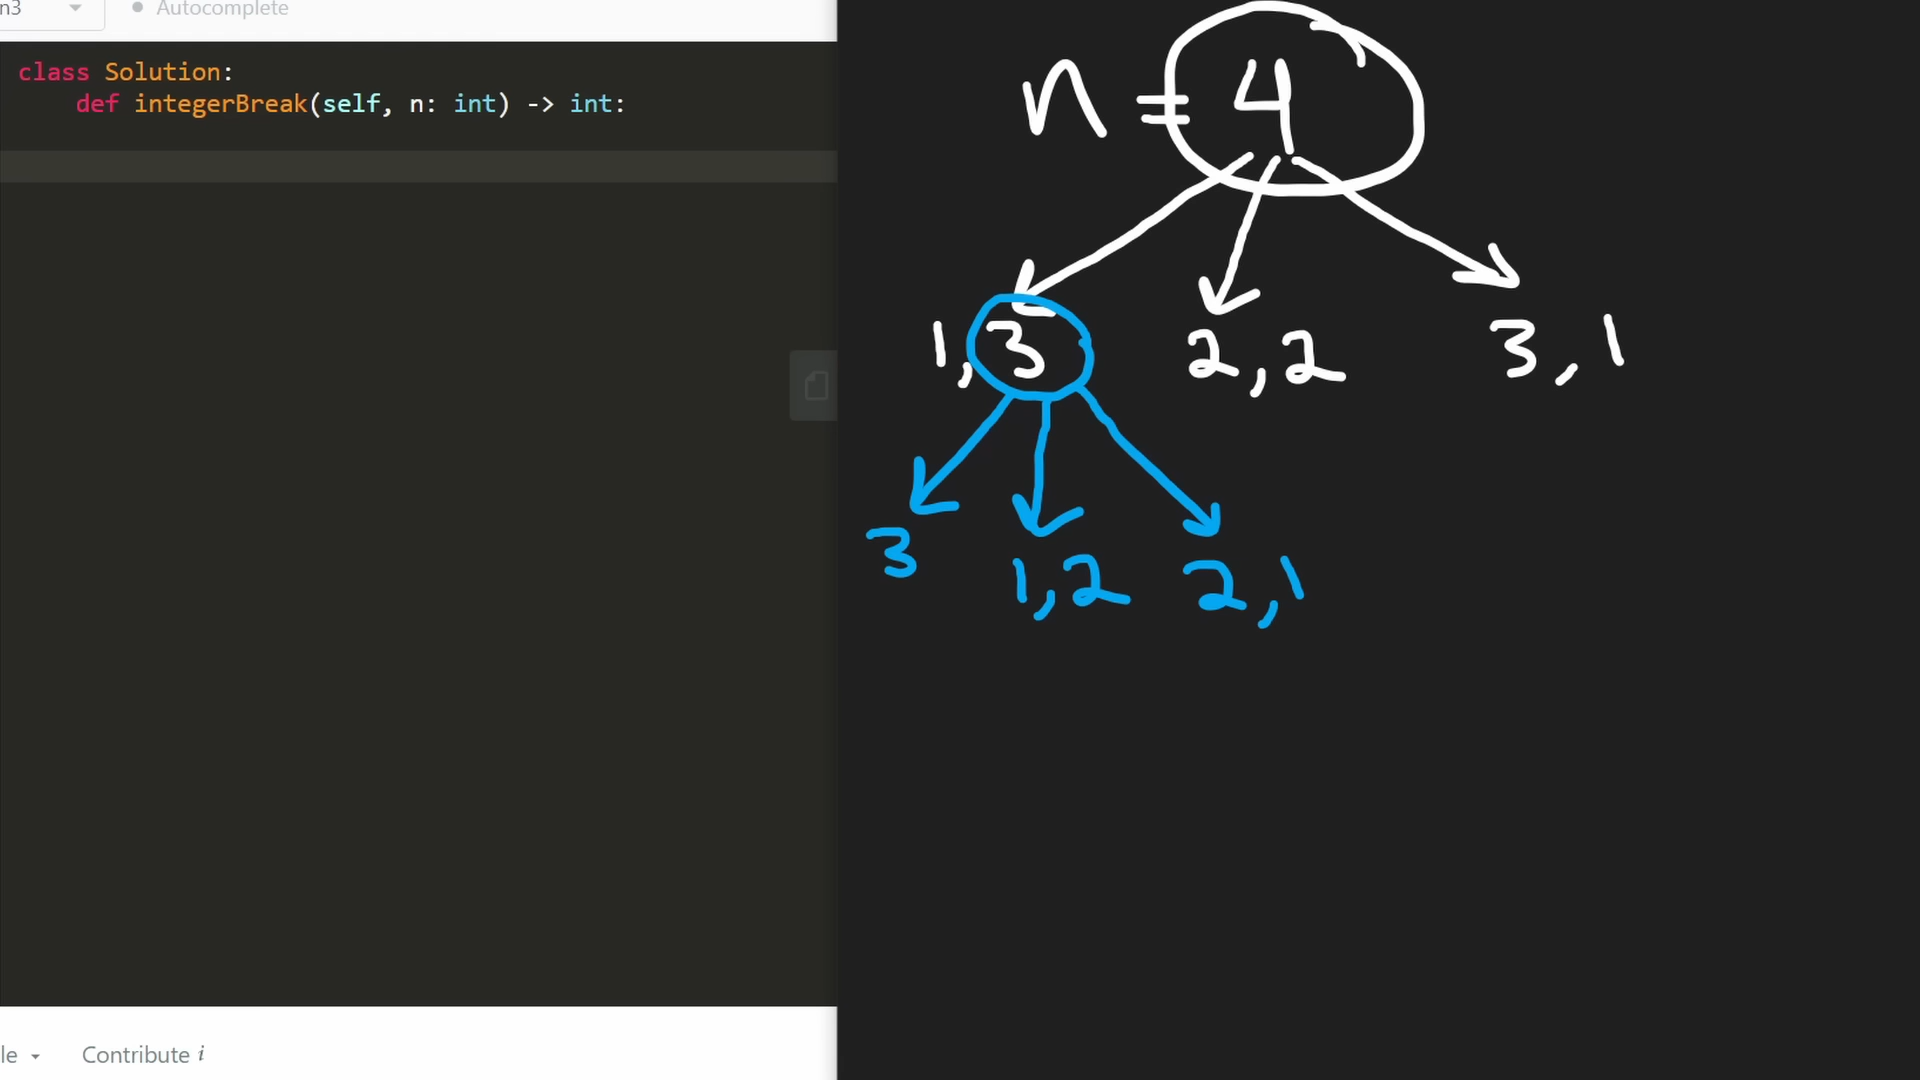 n3 Autocomplete
class Solution:
def integerBreak(self, n: int) -> int:
n = 4
1,3 2,2 3,1
3 1,2 2,1
le Contribute i